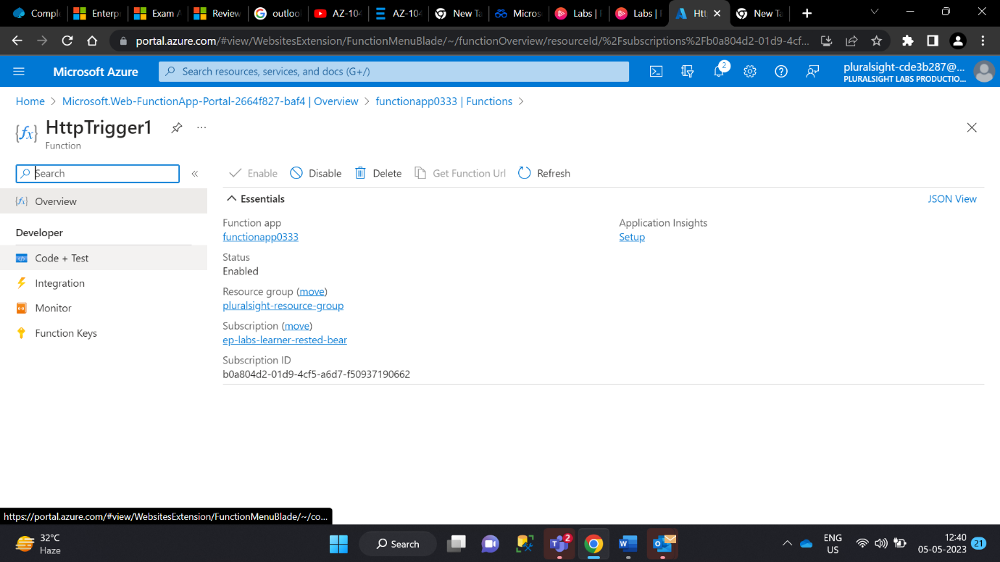 Comple
Enterp
Exam A
Review
outloo
AZ-104
AZ-104
New Ta
Micros
Labs |
Labs |
Htt
New Ta
portal.azure.com/#view/WebsitesExtension/FunctionMenuBlade/~/functionOverview/resourceId/%2Fsubscriptions%2Fb0a804d2-01d9-4cf...
Microsoft Azure
Search resources, services, and docs (G+/)
2
pluralsight-cde3b287@...
PLURALSIGHT LABS PRODUCTIO...
Home > Microsoft.Web-FunctionApp-Portal-2664f827-baf4 | Overview > functionapp0333 | Functions >
{fx}
HttpTrigger1
...
Function
Search
«
Enable
Disable
Delete
Get Function Url
Refresh
Overview
Developer
Code + Test
Integration
Monitor
Function Keys
Essentials
JSON View
Function app
functionapp0333
Status
Enabled
Resource group (move)
pluralsight-resource-group
Subscription (move)
ep-labs-learner-rested-bear
Subscription ID
b0a804d2-01d9-4cf5-a6d7-f50937190662
Application Insights
Setup
https://portal.azure.com/#view/WebsitesExtension/FunctionMenuBlade/~/co...
32°C
Haze
Search
2
ENG
US
12:40
05-05-2023
21